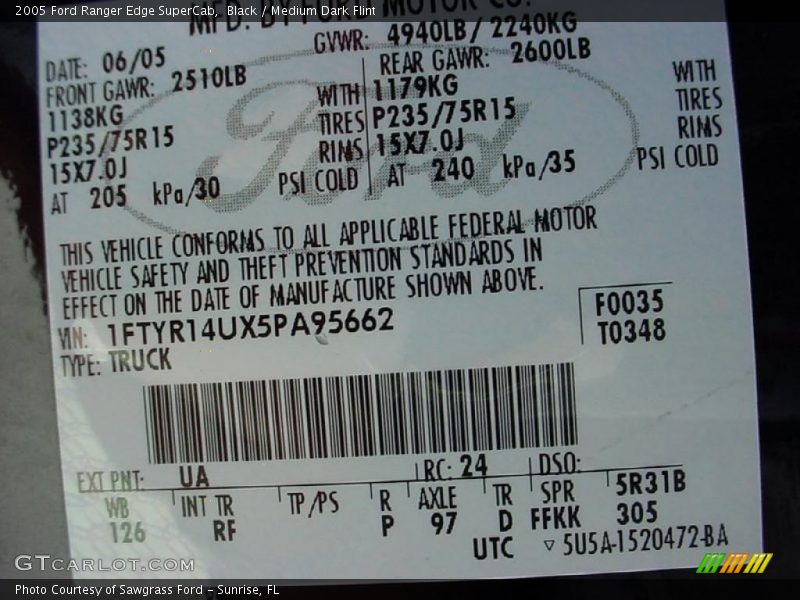 2005 Ford Ranger Edge SuperCab, Black / Medium Dark Flint
MFD. BY FORD MOTOR CO.
DATE: 06/05 GVWR: 4940LB/ 2240KG
FRONT GAWR: 2510LB REAR GAWR: 2600LB
1138KG WITH 1179KG WITH
P235/75R15 TIRES P235/75R15 TIRES
15X7.0J RIMS 15X7.0J RIMS
AT 205 kPa/30 PSI COLD AT 240 kPa/35 PSI COLD
Ford
THIS VEHICLE CONFORMS TO ALL APPLICABLE FEDERAL MOTOR
VEHICLE SAFETY AND THEFT PREVENTION STANDARDS IN
EFFECT ON THE DATE OF MANUFACTURE SHOWN ABOVE.
VIN: 1FTYR14UX5PA95662 F0035
TYPE: TRUCK T0348
EXT PNT: UA RC: 24 DSO:
WB INT TR TP/PS R AXLE TR SPR 5R31B
126 RF P 97 D FFKK 305
UTC ▽ 5U5A-1520472-BA
GTCARLOT.COM
Photo Courtesy of Sawgrass Ford - Sunrise, FL